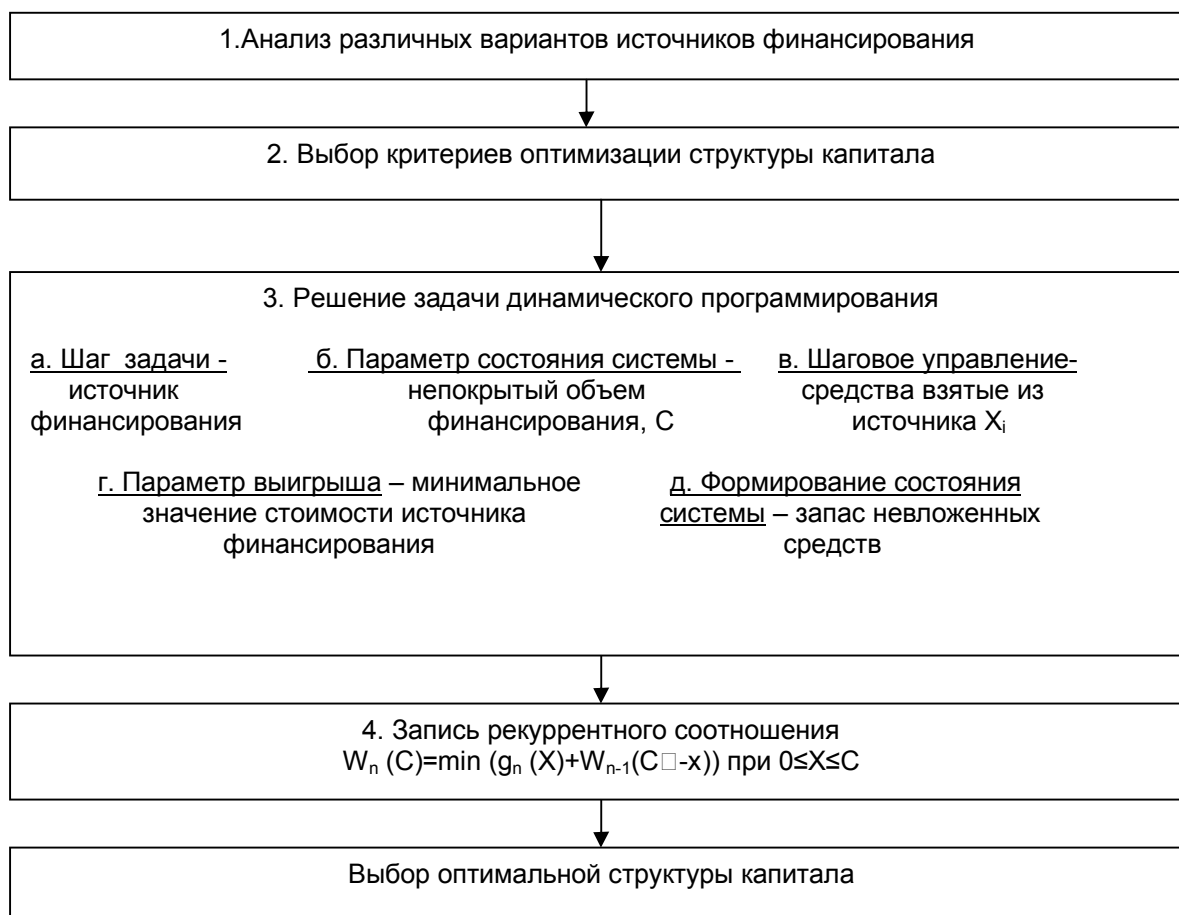 1.Анализ различных вариантов источников финансирования
2. Выбор критериев оптимизации структуры капитала
3. Решение задачи динамического программирования
а. Шаг задачи -
источник
финансирования
б. Параметр состояния системы -
непокрытый объем
финансирования, С
в. Шаговое управление-
средства взятые из
источника Xᵢ
г. Параметр выигрыша – минимальное
значение стоимости источника
финансирования
д. Формирование состояния
системы – запас невложенных
средств
4. Запись рекуррентного соотношения
Wₙ (C)=min (gₙ (X)+Wₙ₋₁(C□-x)) при 0≤X≤C
Выбор оптимальной структуры капитала